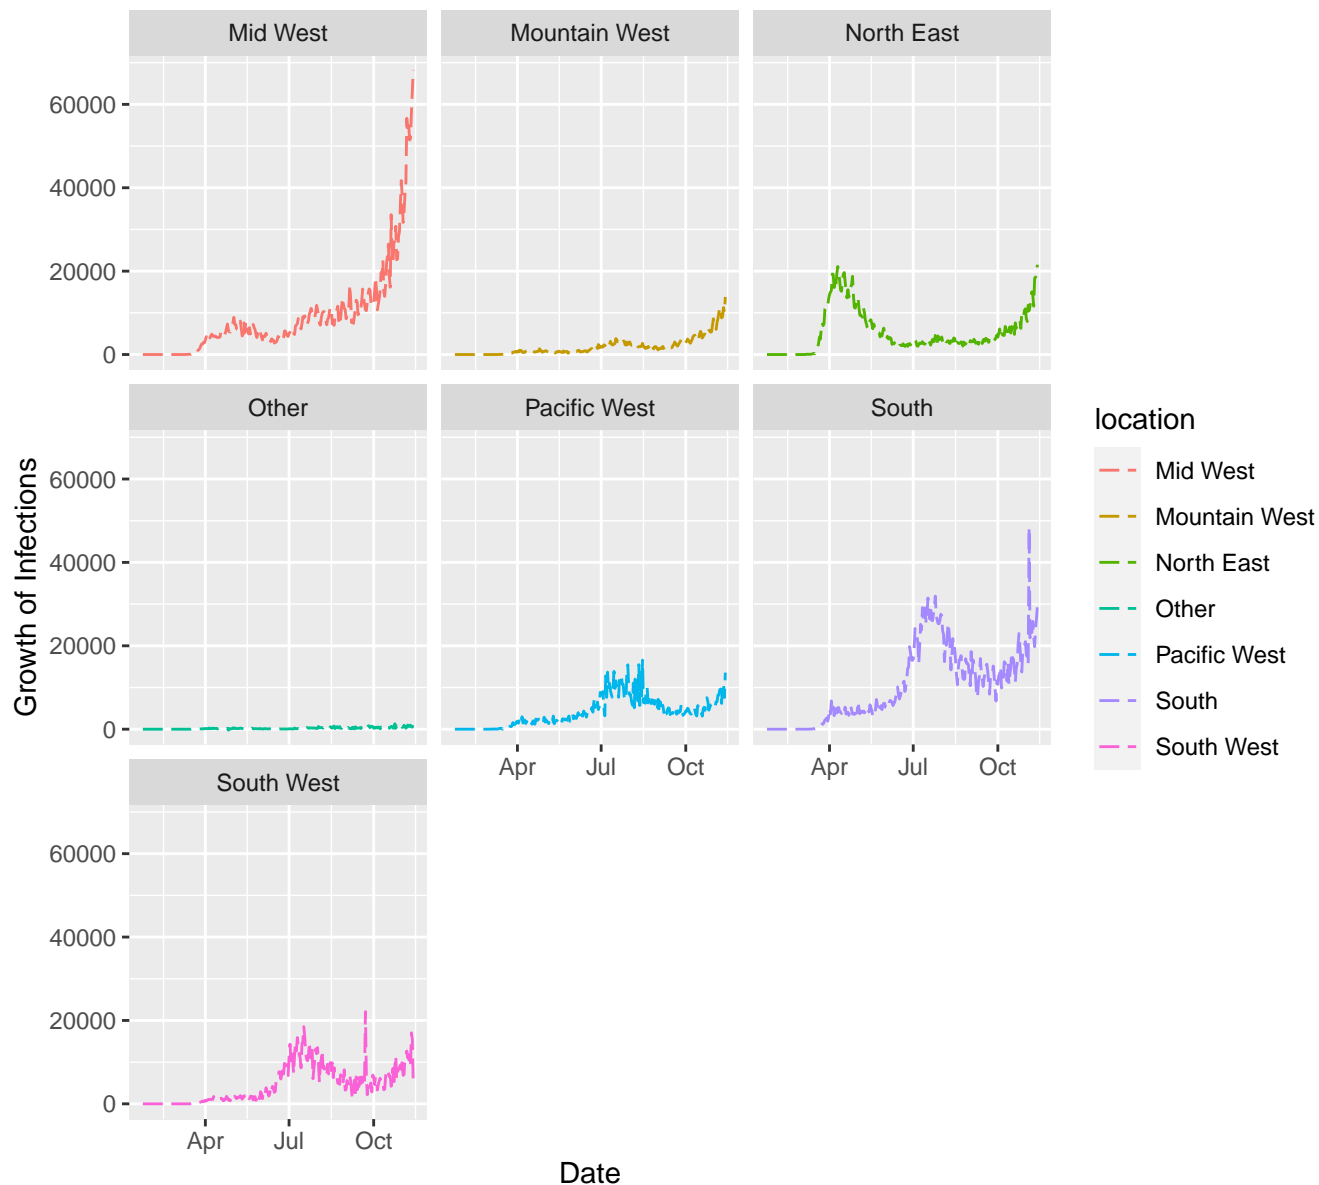 Mid West
Mountain West
North East
60000
40000
20000
0
Other
Pacific West
South
60000
40000
20000
0
Apr
Jul
Oct
Apr
Jul
Oct
South West
60000
40000
20000
0
Apr
Jul
Oct
Growth of Infections
Date
location
Mid West
Mountain West
North East
Other
Pacific West
South
South West